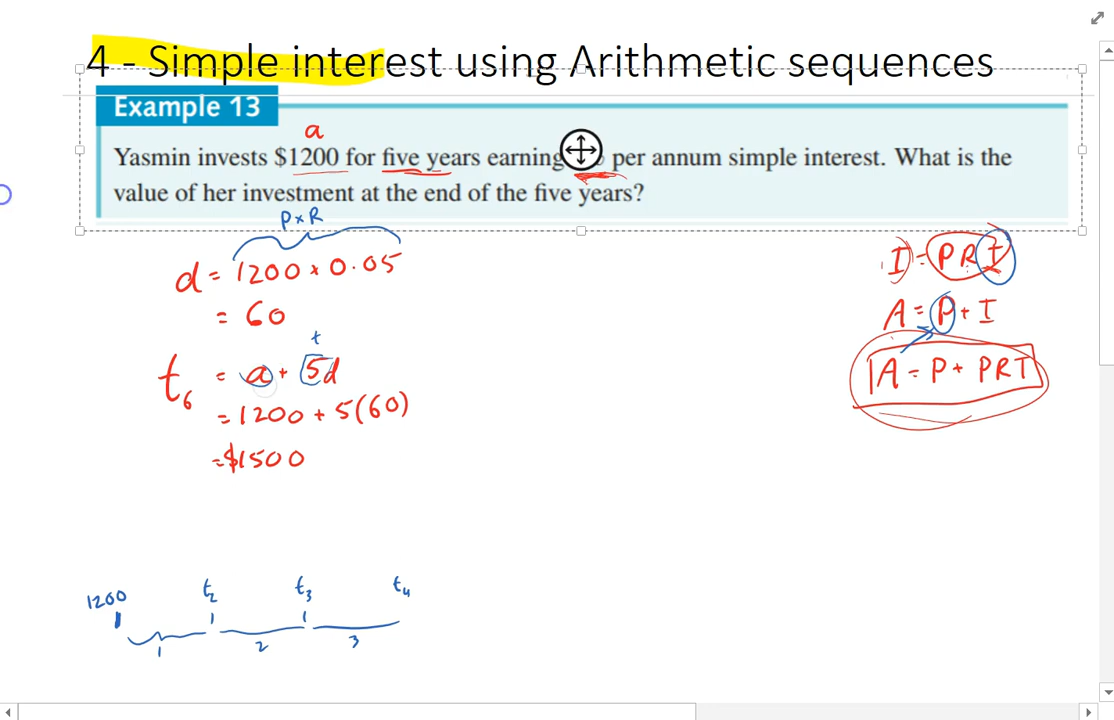 4 - Simple interest using Arithmetic sequences
Example 13
a
Yasmin invests $1200 for five years earning per annum simple interest. What is the
value of her investment at the end of the five years?
P × R
d = 1200 × 0.05
= 60
t
t6 = a + 5d
= 1200 + 5(60)
= $1500
I = PRT
A = P + I
A = P + PRT
1200 t2 t3 t4
1 2 3